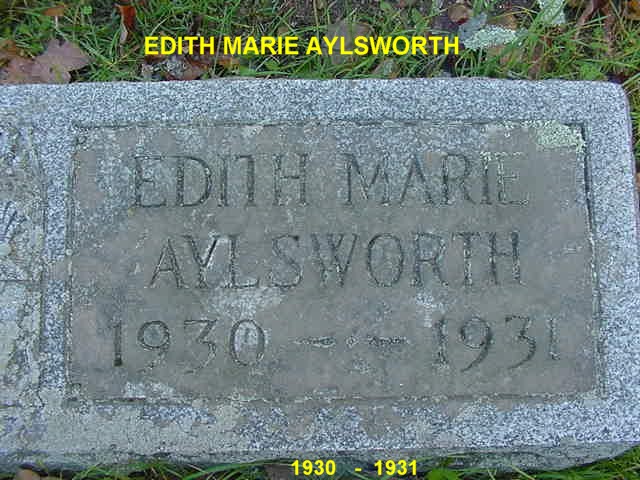 EDITH MARIE AYLSWORTH
EDITH MARIE
AYLSWORTH
1930 - - 1931
1930 - 1931